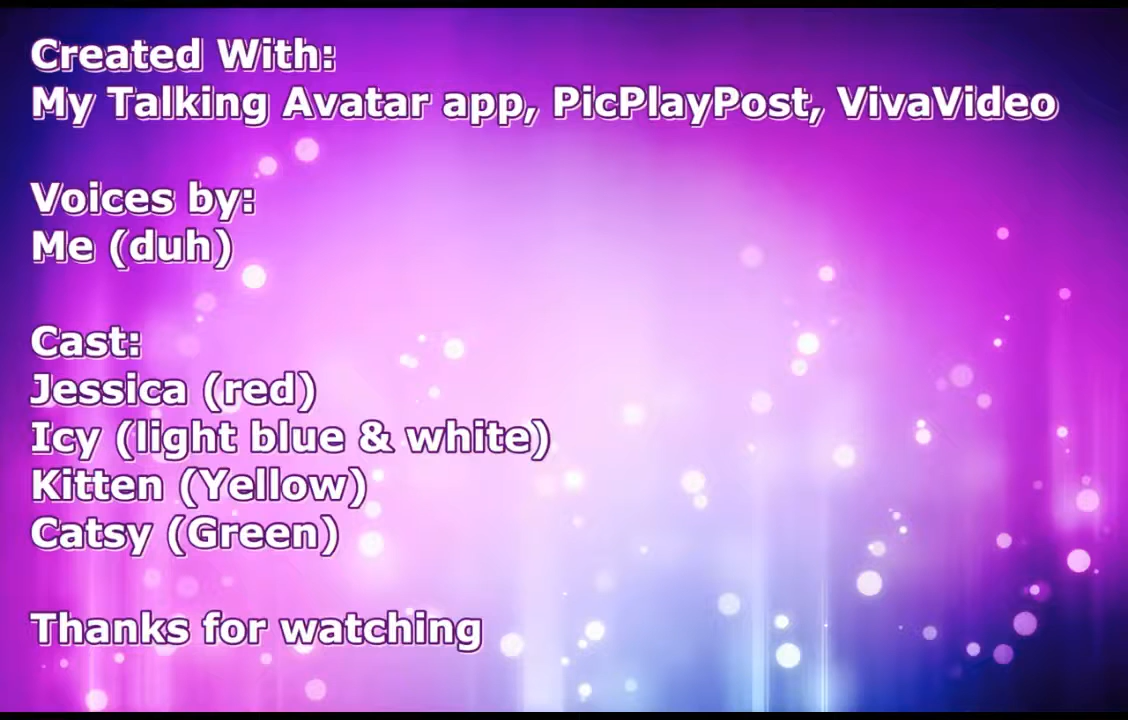 Created With:
My Talking Avatar app, PicPlayPost, VivaVideo
Voices by:
Me (duh)
Cast:
Jessica (red)
Icy (light blue & white)
Kitten (Yellow)
Catsy (Green)
Thanks for watching